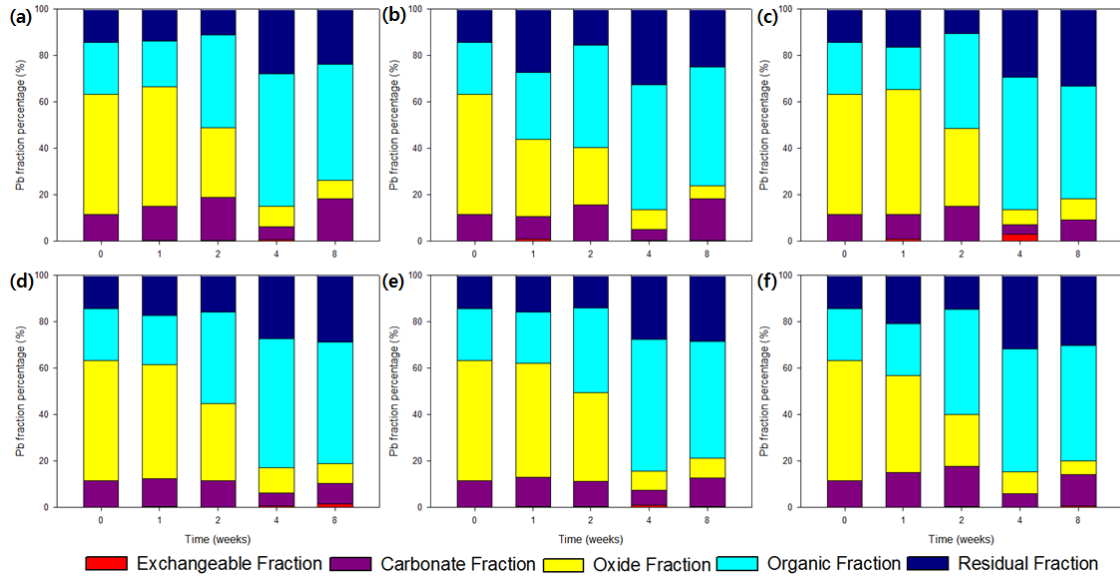 (a)
(b)
(c)
Pb fraction percentage (%)
100
80
60
40
20
0
0 1 2 4 8
Pb fraction percentage (%)
100
80
60
40
20
0
0 1 2 4 8
Pb fraction percentage (%)
100
80
60
40
20
0
0 1 2 4 8
(d)
(e)
(f)
Pb fraction percentage (%)
100
80
60
40
20
0
0 1 2 4 8
Time (weeks)
Pb fraction percentage (%)
100
80
60
40
20
0
0 1 2 4 8
Time (weeks)
Pb fraction percentage (%)
100
80
60
40
20
0
0 1 2 4 8
Time (weeks)
Exchangeable Fraction Carbonate Fraction Oxide Fraction Organic Fraction Residual Fraction